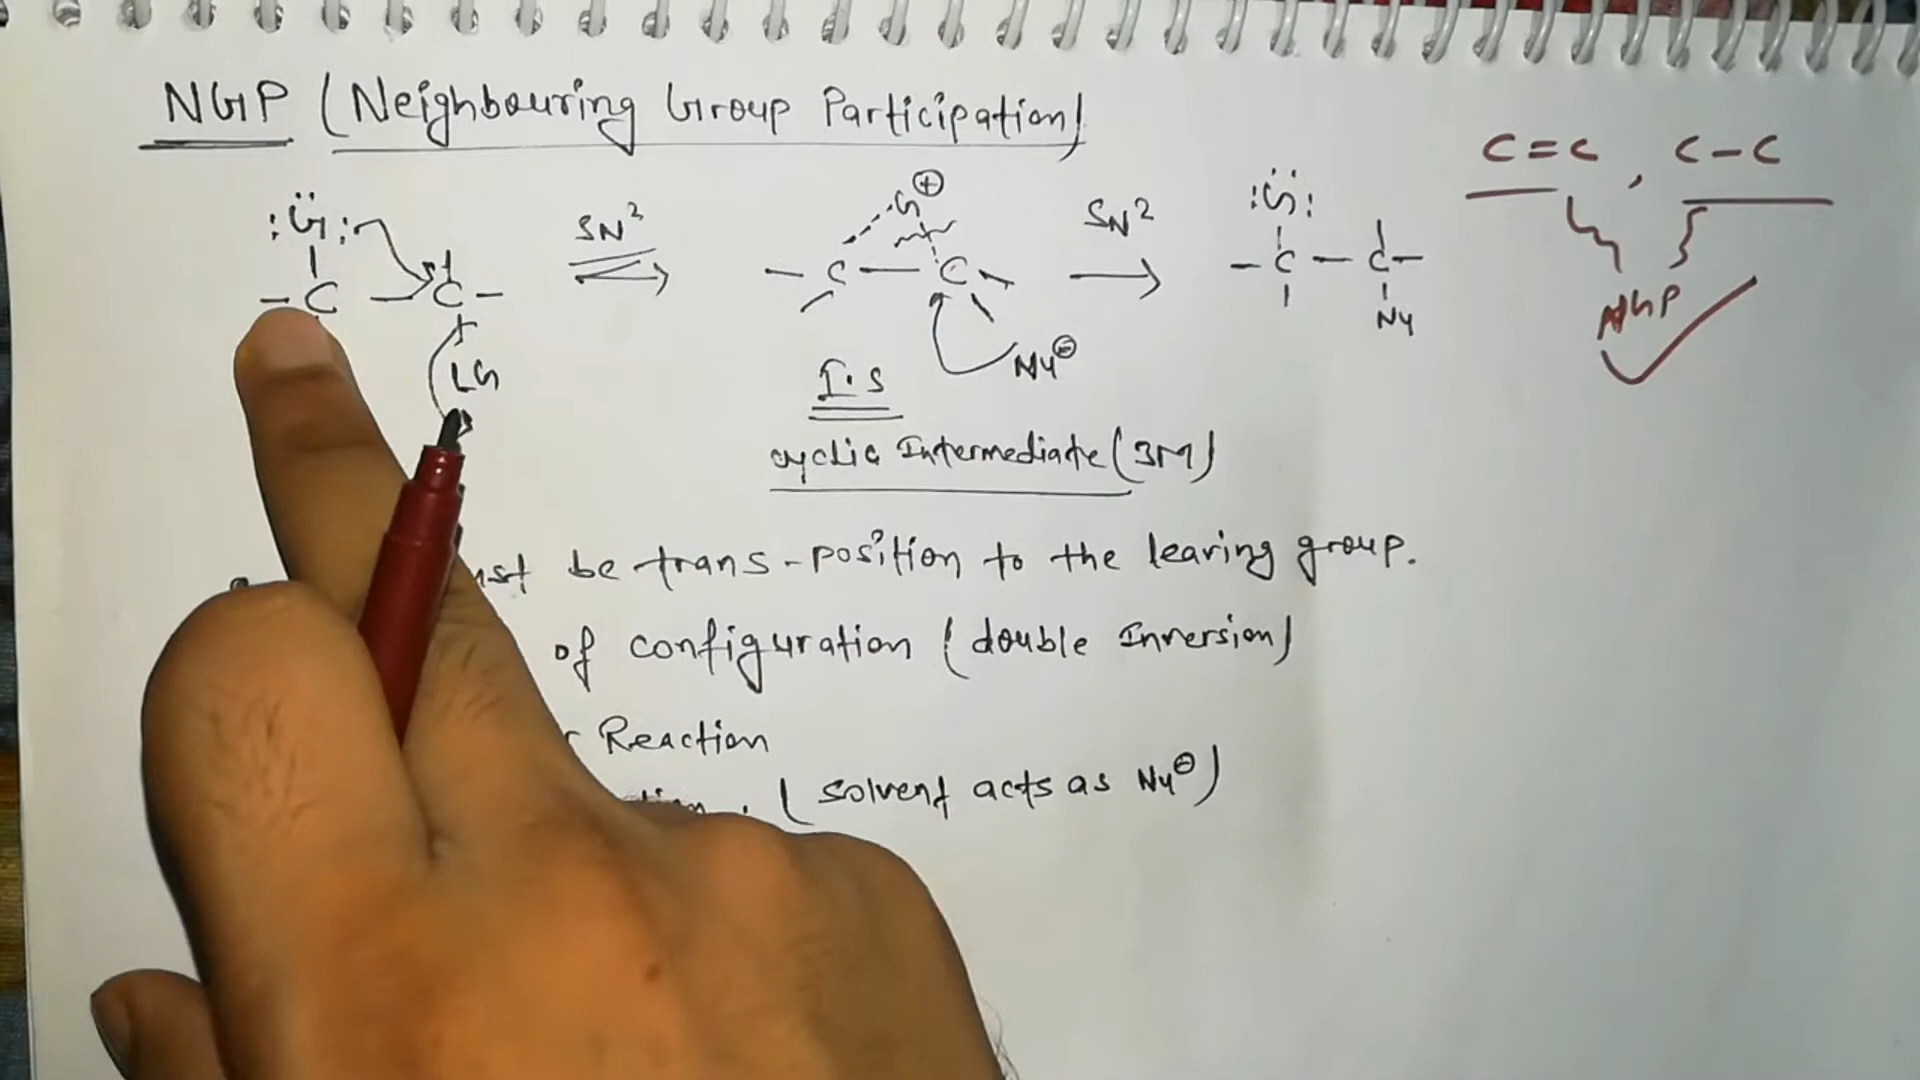 NGP (Neighbouring Group Participation)
C=C, C-C
NGP
:G̈: SN² G⊕ SN² :G̈:
-C-C- -C-C- -C-C-
LG Nu⊖ Nu
I.S
cyclic Intermediate (3M)
be trans-position to the leaving group.
of configuration (double Inversion)
Reaction
(solvent acts as Nu⊖)